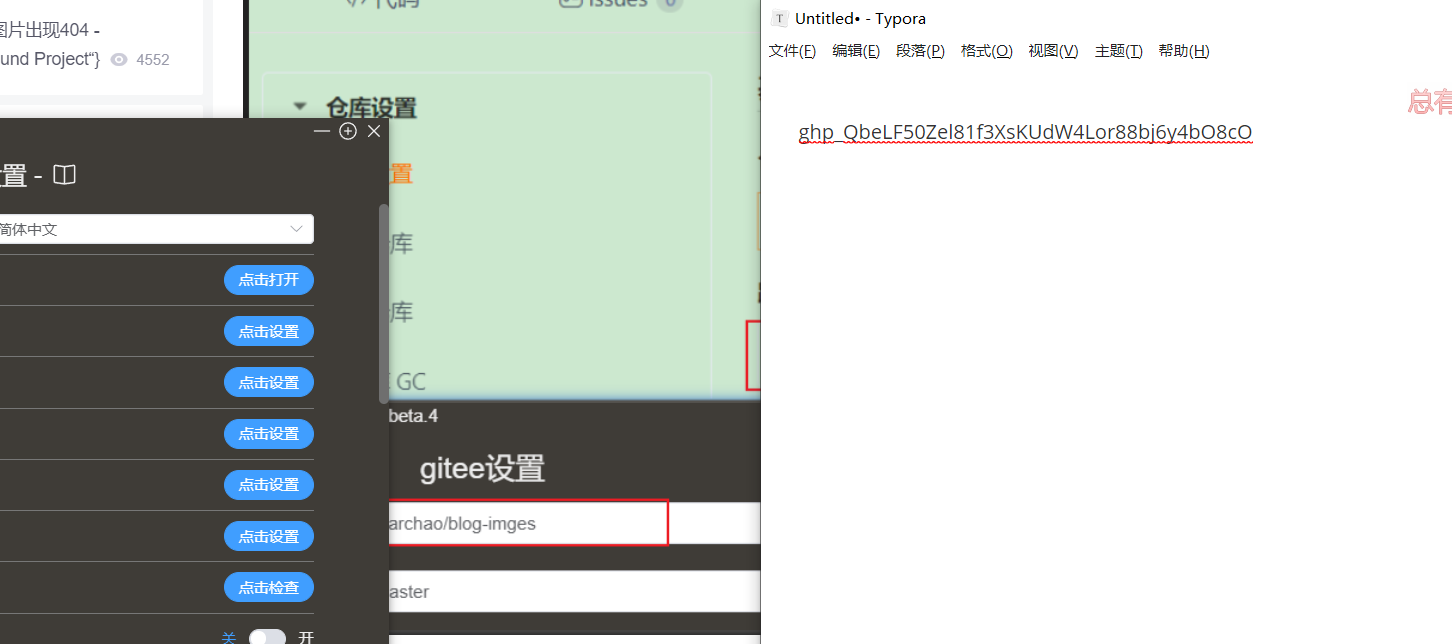 图片出现404 -
und Project“} 4552
代码 Issues 0
仓库设置
置
库
库
GC
置 -
简体中文
点击打开
点击设置
点击设置
点击设置
点击设置
点击设置
点击检查
关 开
beta.4
gitee设置
archao/blog-imges
aster
Untitled• - Typora
文件(F) 编辑(E) 段落(P) 格式(O) 视图(V) 主题(T) 帮助(H)
总有
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